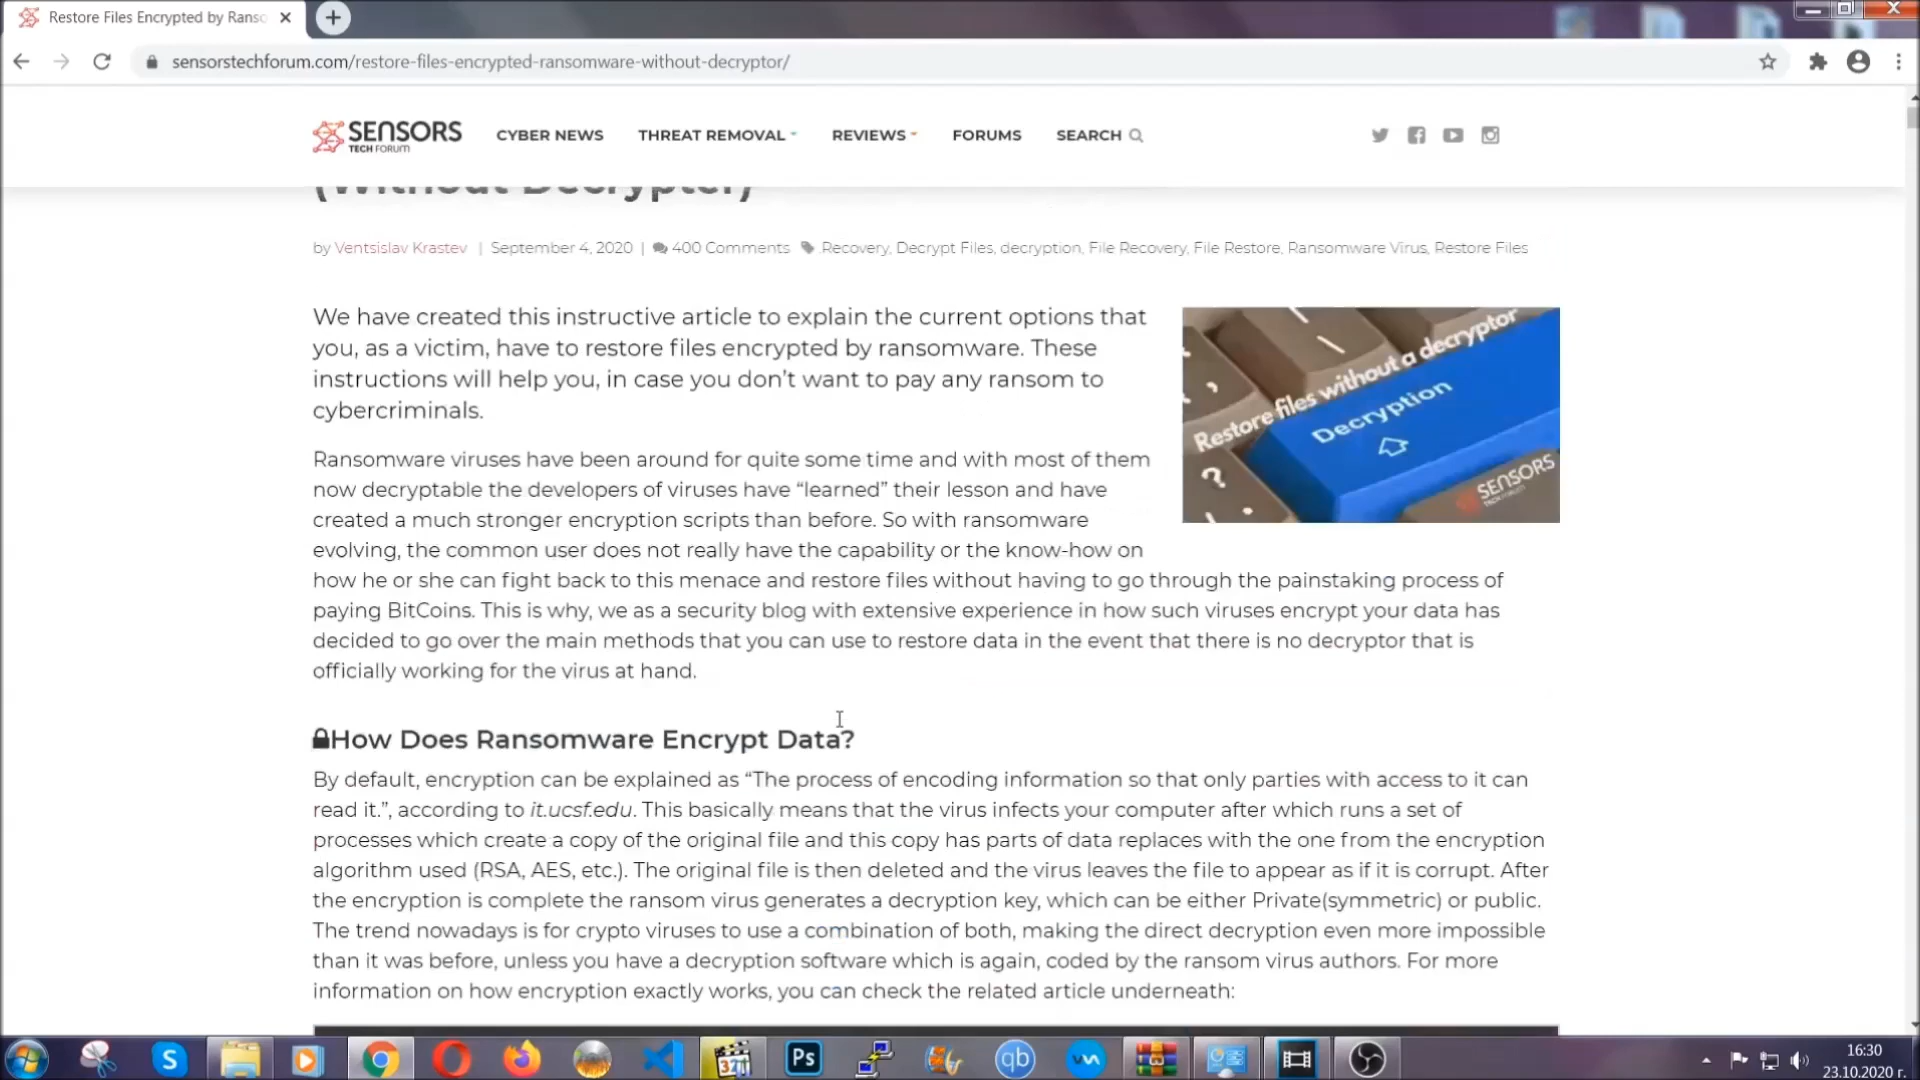 Restore Files Encrypted by Ranso
sensorstechforum.com/restore-files-encrypted-ransomware-without-decryptor/
SENSORS
TECH FORUM
CYBER NEWS
THREAT REMOVAL
REVIEWS
FORUMS
SEARCH
(Without Decrypter)
by Ventsislav Krastev | September 4, 2020 | 400 Comments Recovery, Decrypt Files, decryption, File Recovery, File Restore, Ransomware Virus, Restore Files
We have created this instructive article to explain the current options that
you, as a victim, have to restore files encrypted by ransomware. These
instructions will help you, in case you don't want to pay any ransom to
cybercriminals.
Restore files without a decryptor
Decryption
SENSORS
Ransomware viruses have been around for quite some time and with most of them
now decryptable the developers of viruses have “learned” their lesson and have
created a much stronger encryption scripts than before. So with ransomware
evolving, the common user does not really have the capability or the know-how on
how he or she can fight back to this menace and restore files without having to go through the painstaking process of
paying BitCoins. This is why, we as a security blog with extensive experience in how such viruses encrypt your data has
decided to go over the main methods that you can use to restore data in the event that there is no decryptor that is
officially working for the virus at hand.
How Does Ransomware Encrypt Data?
By default, encryption can be explained as “The process of encoding information so that only parties with access to it can
read it.”, according to it.ucsf.edu. This basically means that the virus infects your computer after which runs a set of
processes which create a copy of the original file and this copy has parts of data replaces with the one from the encryption
algorithm used (RSA, AES, etc.). The original file is then deleted and the virus leaves the file to appear as if it is corrupt. After
the encryption is complete the ransom virus generates a decryption key, which can be either Private(symmetric) or public.
The trend nowadays is for crypto viruses to use a combination of both, making the direct decryption even more impossible
than it was before, unless you have a decryption software which is again, coded by the ransom virus authors. For more
information on how encryption exactly works, you can check the related article underneath:
S
Ps
qb
16:30
23.10.2020 г.